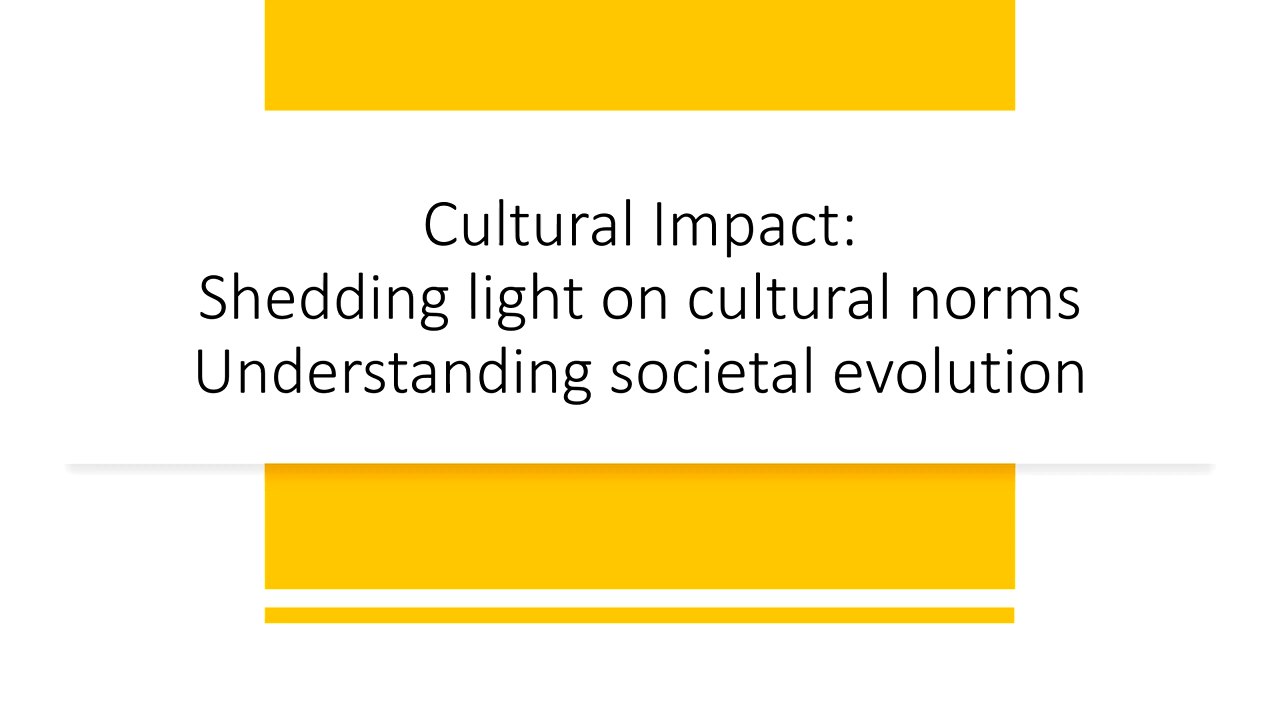 Cultural Impact:
Shedding light on cultural norms
Understanding societal evolution